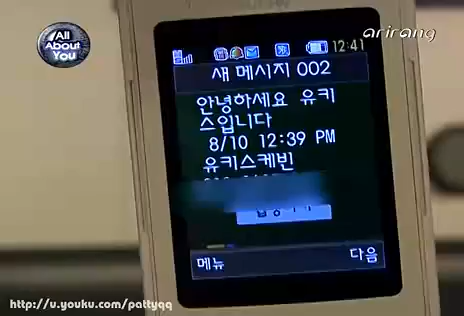 All About You
arirang
12:41
새 메시지 002
안녕하세요 유키
스입니다
8/10 12:39 PM
유키스케빈
메뉴 다음
http://u.youku.com/pattyqq